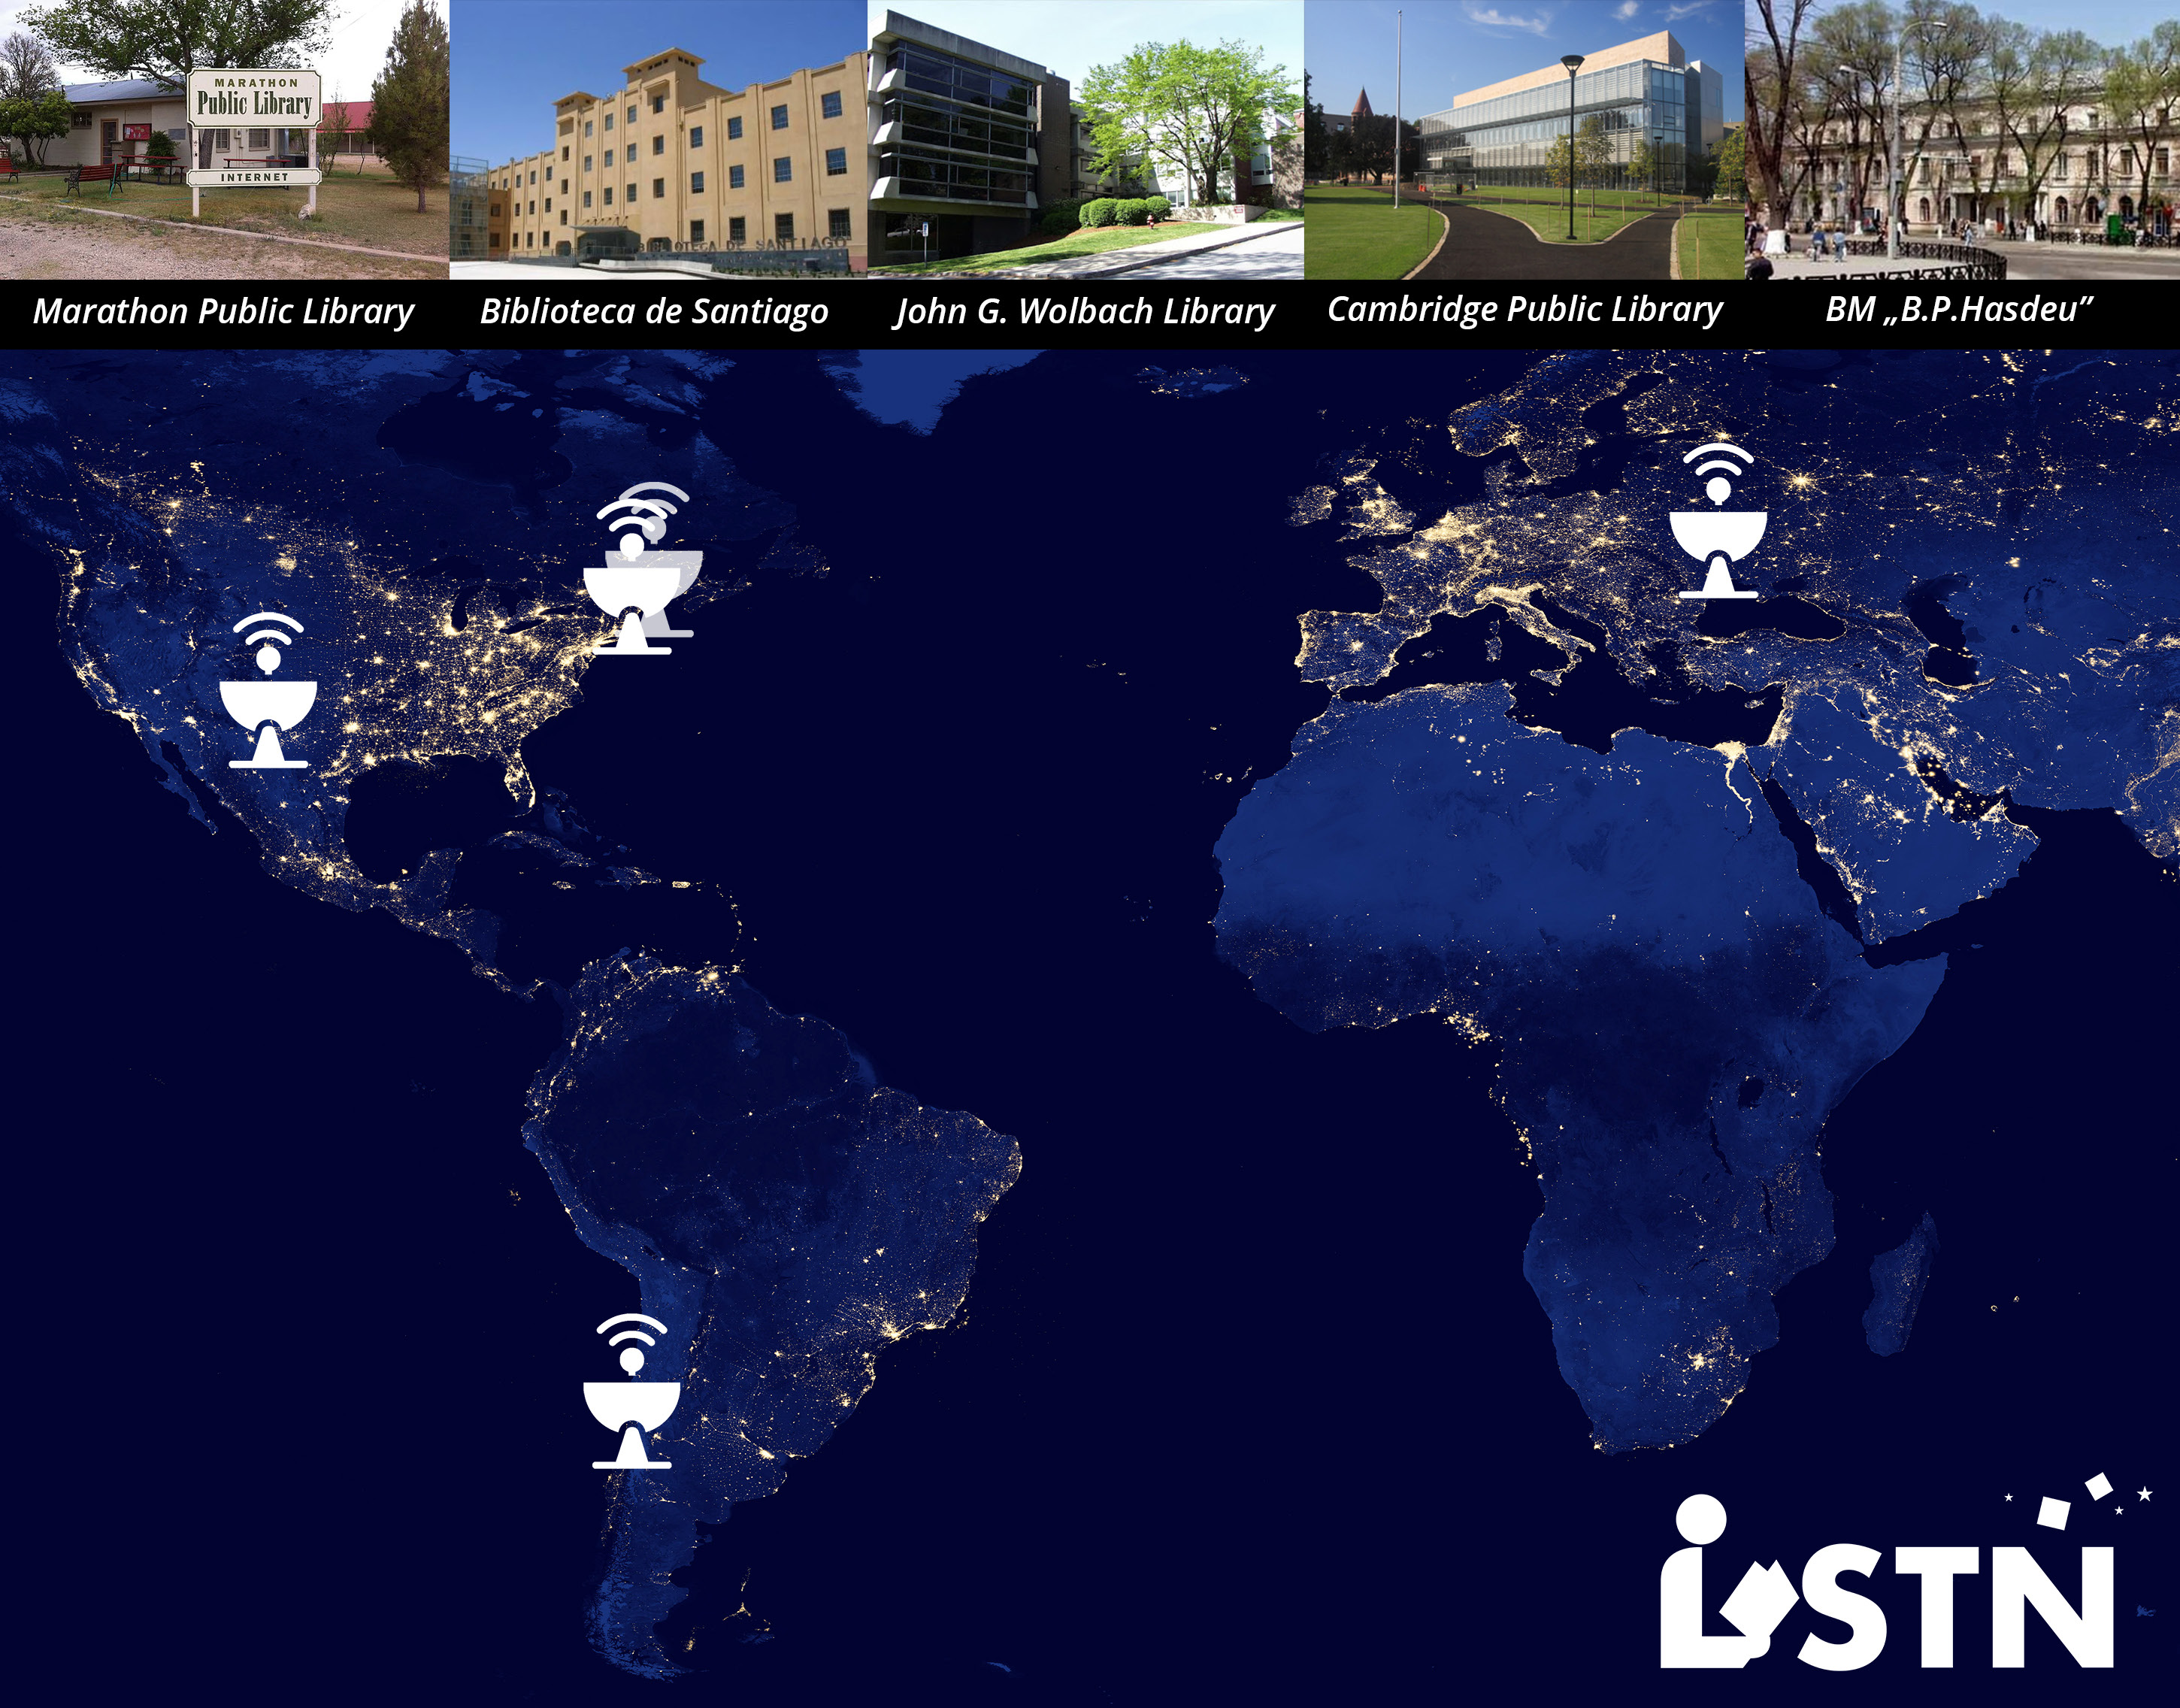 MARATHON
Public Library
INTERNET
BIBLIOTECA DE SANTIAGO
Marathon Public Library
Biblioteca de Santiago
John G. Wolbach Library
Cambridge Public Library
BM „B.P.Hasdeu”
LSTN